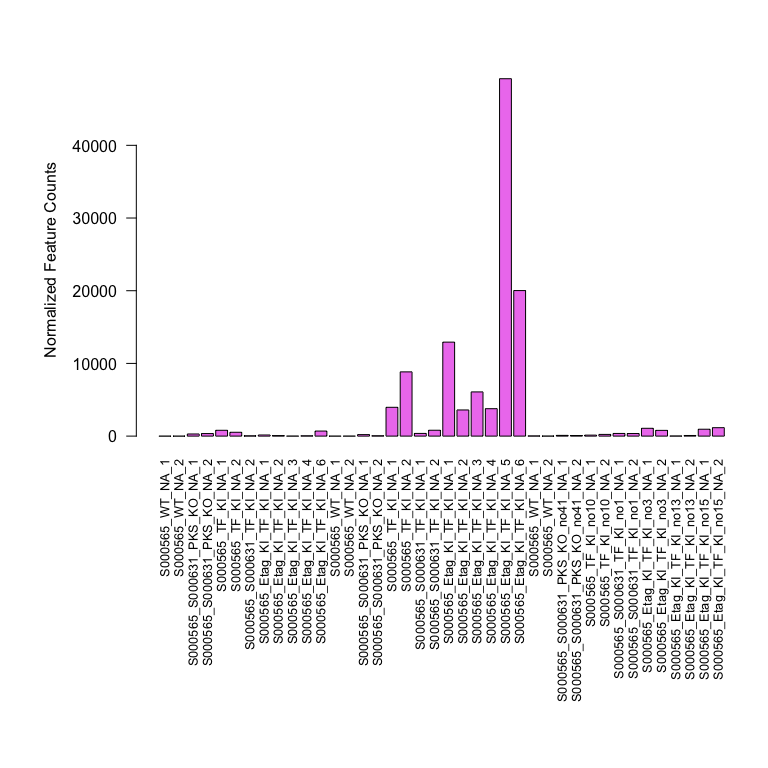 Normalized Feature Counts
40000
30000
20000
10000
0
S000565_WT_NA_1
S000565_WT_NA_2
S000565_S000631_PKS_KO_NA_1
S000565_S000631_PKS_KO_NA_2
S000565_TF_KI_NA_1
S000565_TF_KI_NA_2
S000565_S000631_TF_KI_NA_2
S000565_Etag_KI_TF_KI_NA_1
S000565_Etag_KI_TF_KI_NA_2
S000565_Etag_KI_TF_KI_NA_3
S000565_Etag_KI_TF_KI_NA_4
S000565_Etag_KI_TF_KI_NA_6
S000565_WT_NA_1
S000565_WT_NA_2
S000565_S000631_PKS_KO_NA_1
S000565_S000631_PKS_KO_NA_2
S000565_TF_KI_NA_1
S000565_TF_KI_NA_2
S000565_S000631_TF_KI_NA_1
S000565_S000631_TF_KI_NA_2
S000565_Etag_KI_TF_KI_NA_1
S000565_Etag_KI_TF_KI_NA_2
S000565_Etag_KI_TF_KI_NA_3
S000565_Etag_KI_TF_KI_NA_4
S000565_Etag_KI_TF_KI_NA_5
S000565_Etag_KI_TF_KI_NA_6
S000565_WT_NA_1
S000565_WT_NA_2
S000565_S000631_PKS_KO_no41_NA_1
S000565_S000631_PKS_KO_no41_NA_2
S000565_TF_KI_no10_NA_1
S000565_TF_KI_no10_NA_2
S000565_S000631_TF_KI_no1_NA_1
S000565_S000631_TF_KI_no1_NA_2
S000565_Etag_KI_TF_KI_no3_NA_1
S000565_Etag_KI_TF_KI_no3_NA_2
S000565_Etag_KI_TF_KI_no13_NA_1
S000565_Etag_KI_TF_KI_no13_NA_2
S000565_Etag_KI_TF_KI_no15_NA_1
S000565_Etag_KI_TF_KI_no15_NA_2